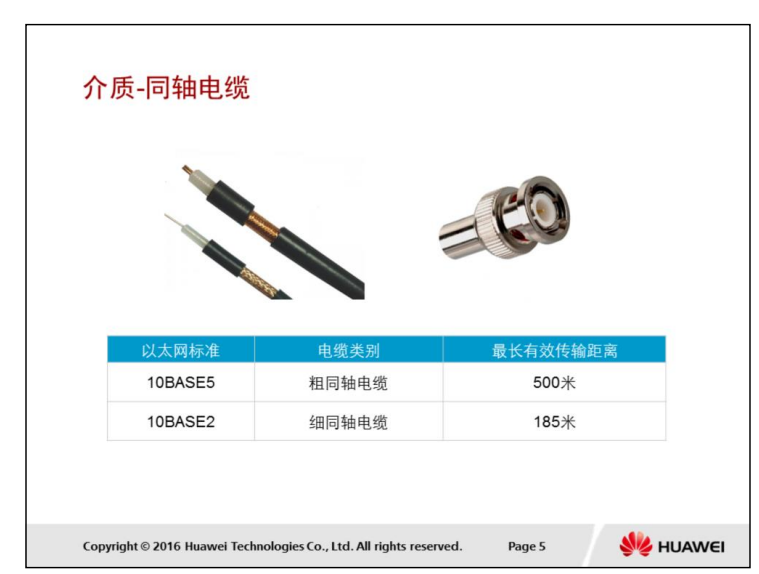 介质-同轴电缆
以太网标准 电缆类别 最长有效传输距离
10BASE5 粗同轴电缆 500米
10BASE2 细同轴电缆 185米
Copyright © 2016 Huawei Technologies Co., Ltd. All rights reserved. Page 5 HUAWEI